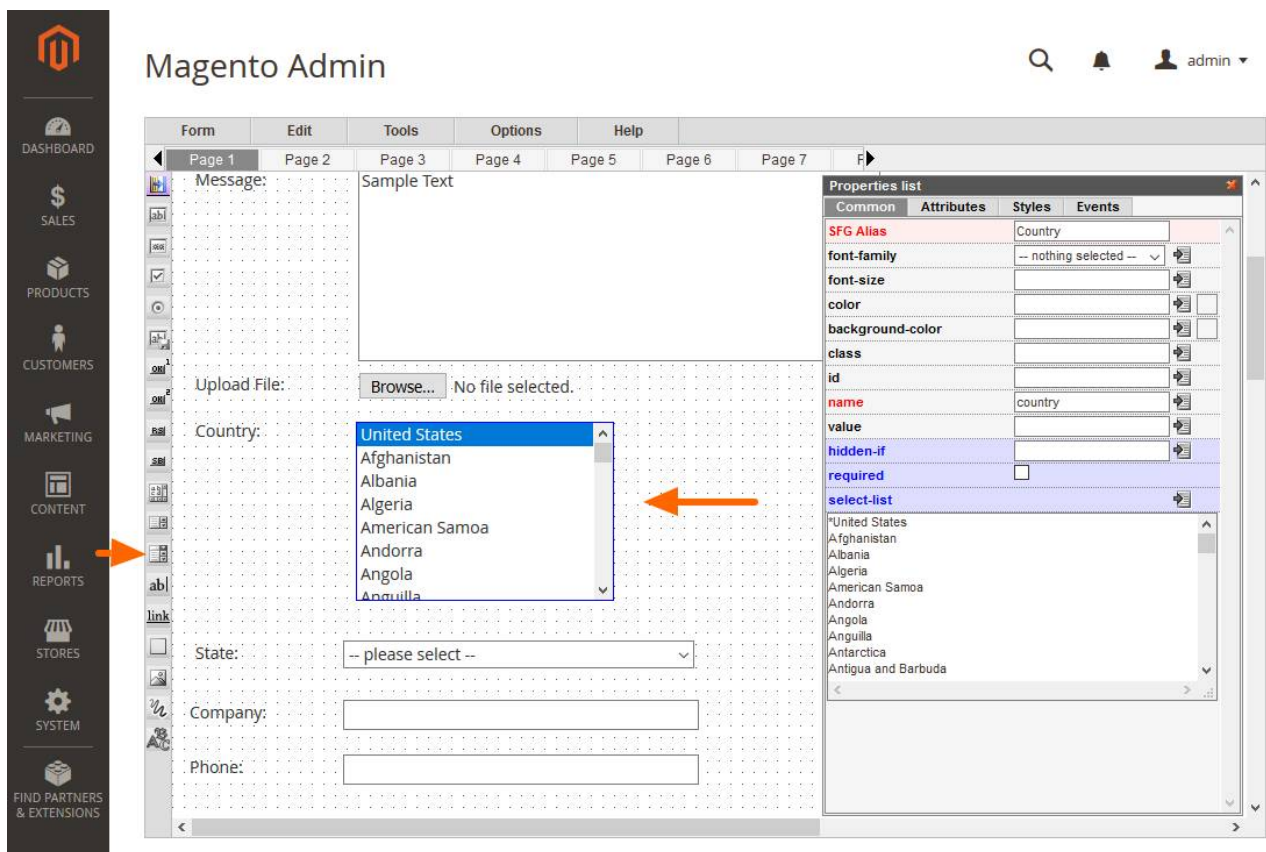 Magento Admin
admin
DASHBOARD
SALES
PRODUCTS
CUSTOMERS
MARKETING
CONTENT
REPORTS
STORES
SYSTEM
FIND PARTNERS
& EXTENSIONS
Form Edit Tools Options Help
Page 1 Page 2 Page 3 Page 4 Page 5 Page 6 Page 7
Message: Sample Text
Upload File: Browse... No file selected.
Country: United States
Afghanistan
Albania
Algeria
American Samoa
Andorra
Angola
Anguilla
State: -- please select --
Company:
Phone:
ab|
link
Properties list
Common Attributes Styles Events
SFG Alias Country
font-family -- nothing selected --
font-size
color
background-color
class
id
name country
value
hidden-if
required
select-list
*United States
Afghanistan
Albania
Algeria
American Samoa
Andorra
Angola
Anguilla
Antarctica
Antigua and Barbuda